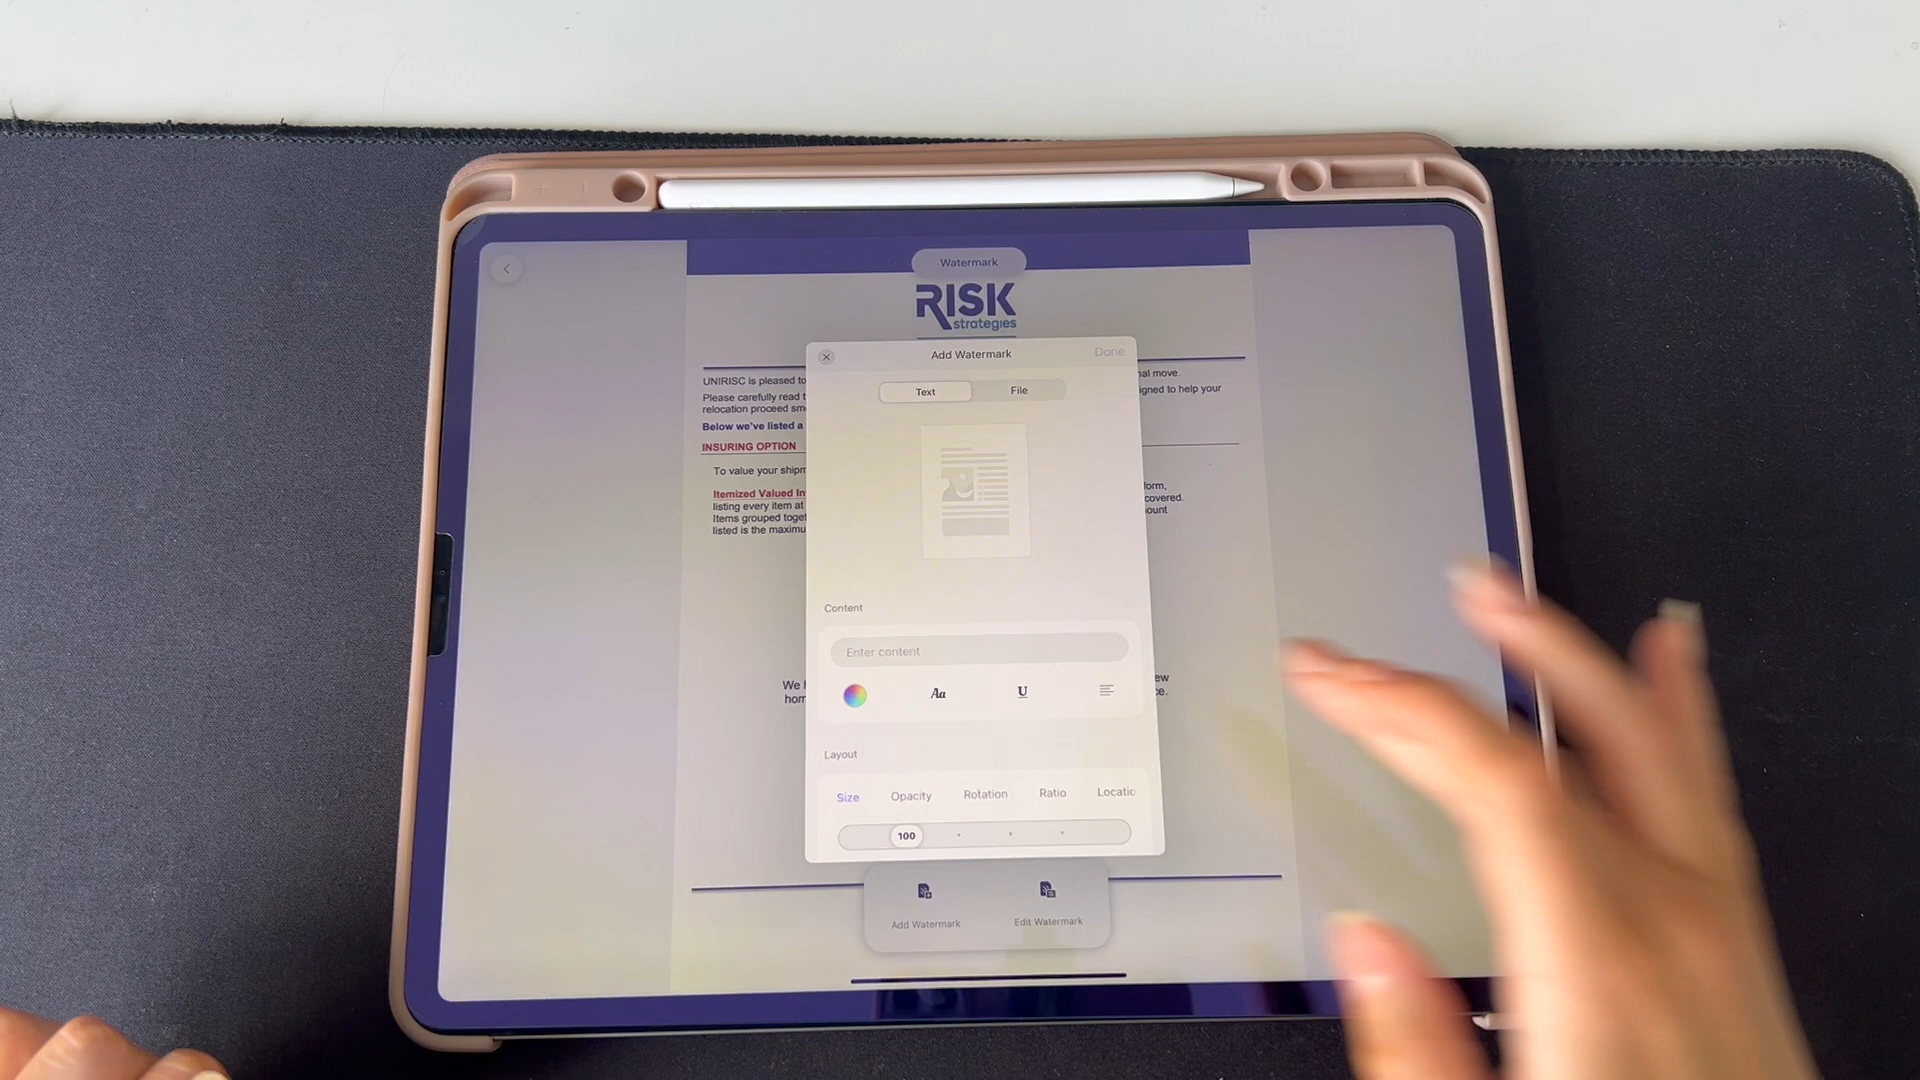 Watermark
RISK
strategies
Add Watermark
Done
Text
File
UNIRISC is pleased to
nal move.
Please carefully read t
igned to help your
relocation proceed sm
Below we've listed a
INSURING OPTION
To value your shipm
Itemized Valued In
form,
listing every item at
covered.
Items grouped toget
ount
listed is the maximu
Content
Enter content
We
ew
hom
ce.
Aa
U
Layout
Size
Opacity
Rotation
Ratio
Locatio
100
Add Watermark
Edit Watermark